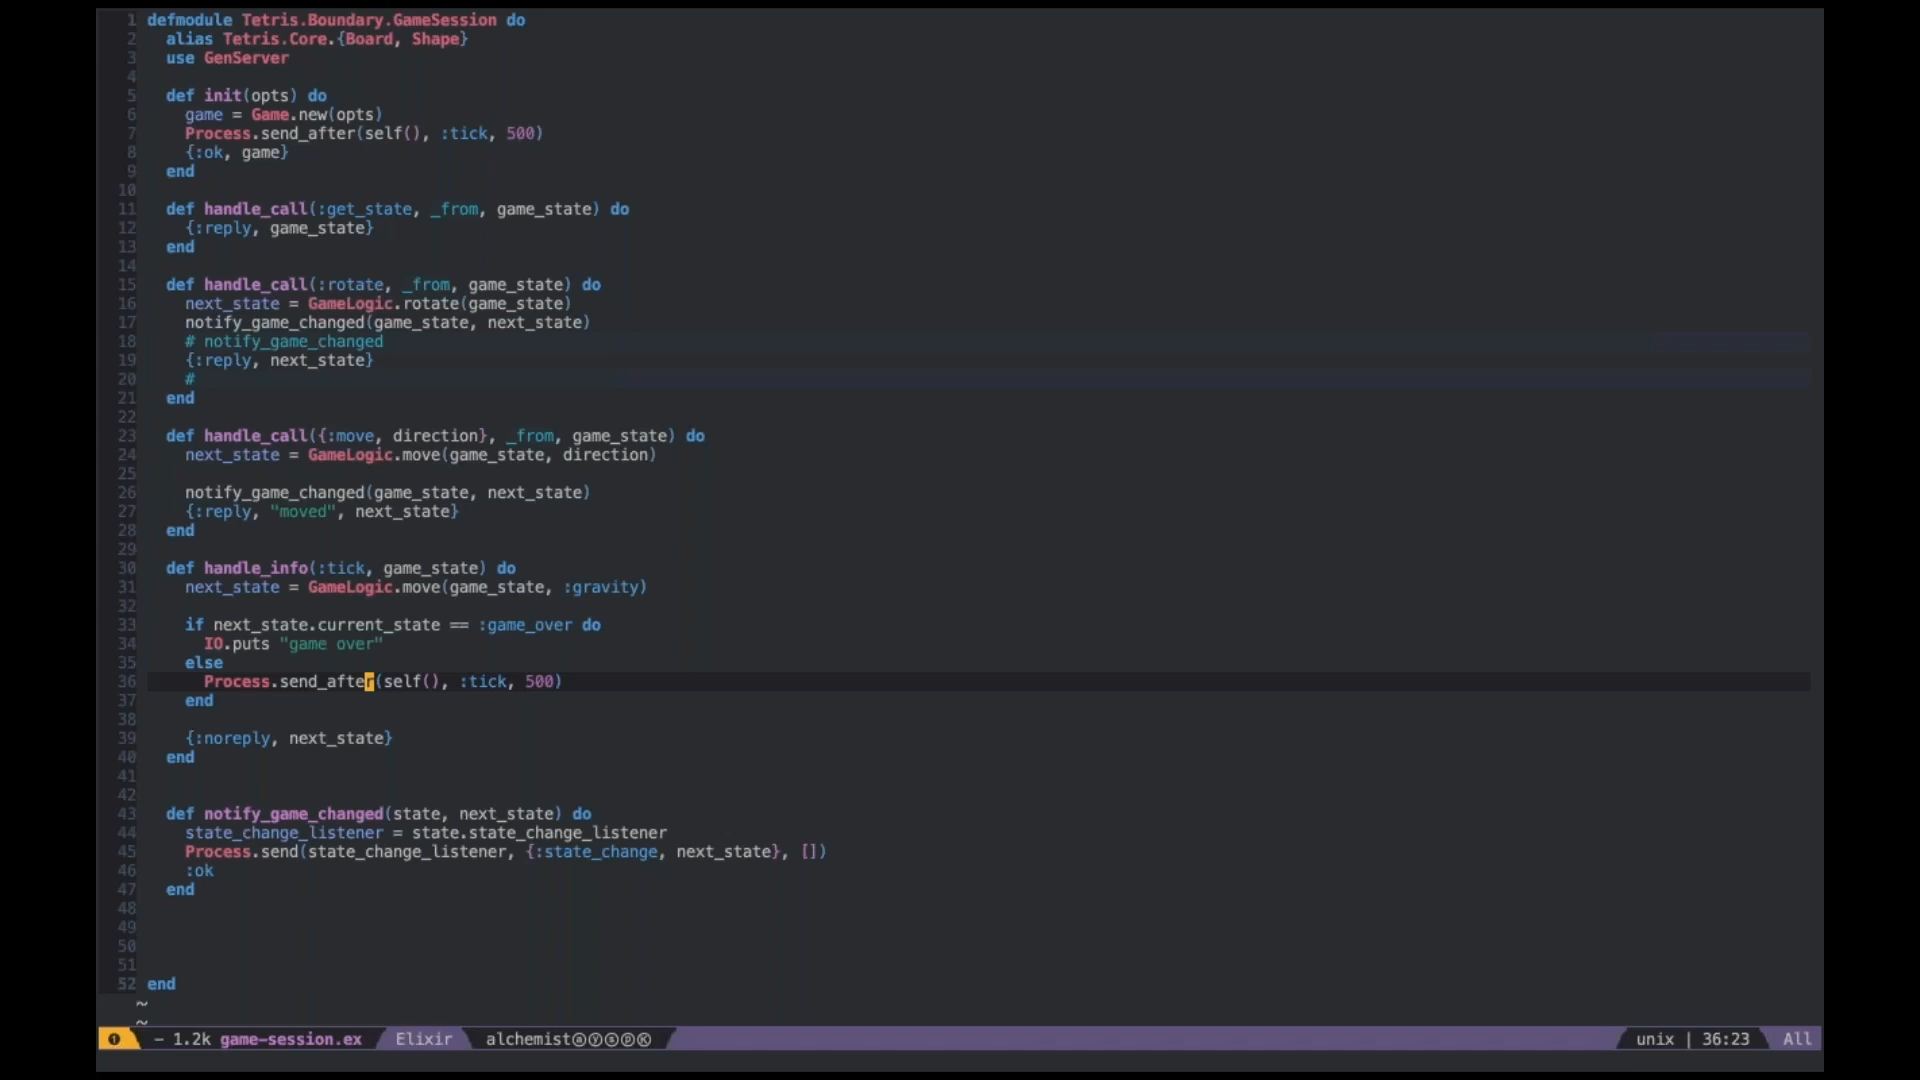 1 defmodule Tetris.Boundary.GameSession do
2   alias Tetris.Core.{Board, Shape}
3   use GenServer
4
5   def init(opts) do
6     game = Game.new(opts)
7     Process.send_after(self(), :tick, 500)
8     {:ok, game}
9   end
10
11   def handle_call(:get_state, _from, game_state) do
12     {:reply, game_state}
13   end
14
15   def handle_call(:rotate, _from, game_state) do
16     next_state = GameLogic.rotate(game_state)
17     notify_game_changed(game_state, next_state)
18     # notify_game_changed
19     {:reply, next_state}
20     #
21   end
22
23   def handle_call({:move, direction}, _from, game_state) do
24     next_state = GameLogic.move(game_state, direction)
25
26     notify_game_changed(game_state, next_state)
27     {:reply, "moved", next_state}
28   end
29
30   def handle_info(:tick, game_state) do
31     next_state = GameLogic.move(game_state, :gravity)
32
33     if next_state.current_state == :game_over do
34       IO.puts "game over"
35     else
36       Process.send_after(self(), :tick, 500)
37     end
38
39     {:noreply, next_state}
40   end
41
42
43   def notify_game_changed(state, next_state) do
44     state_change_listener = state.state_change_listener
45     Process.send(state_change_listener, {:state_change, next_state}, [])
46     :ok
47   end
48
49
50
51
52 end
~
~
❶ - 1.2k game-session.ex Elixir alchemistⓐⓨⓢⓟⓀ unix | 36:23 All